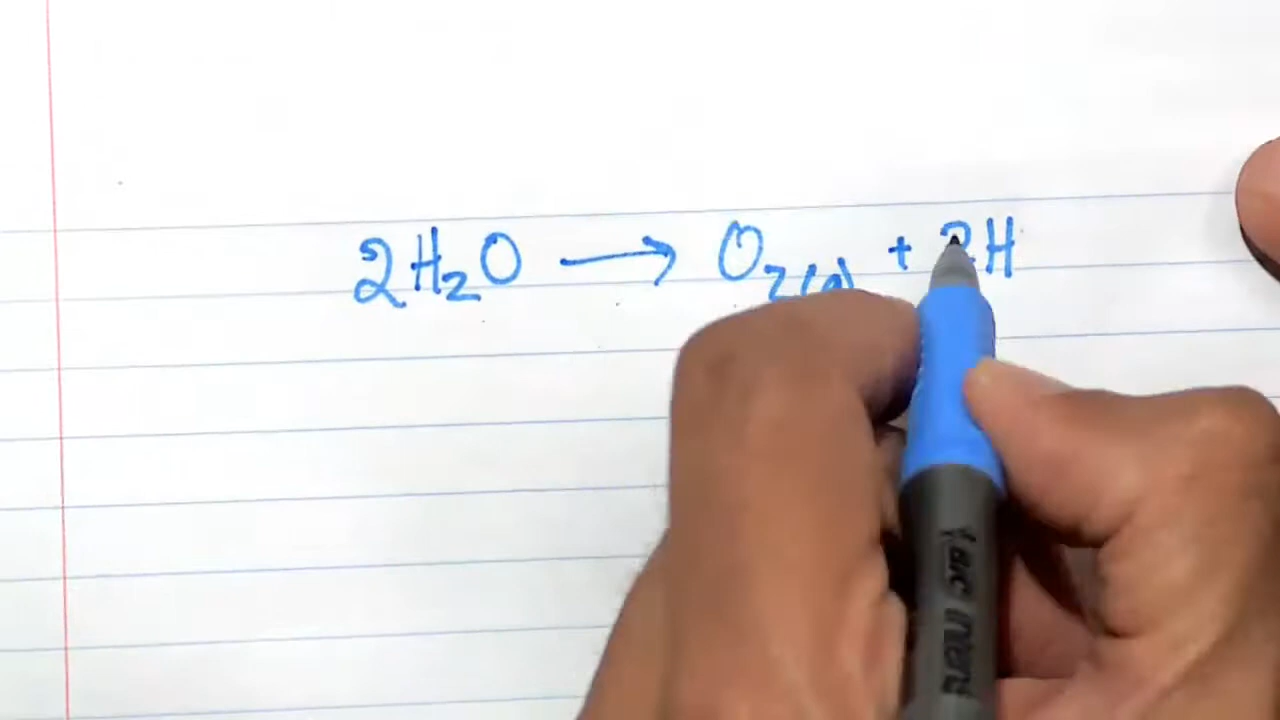 2H₂O → O₂(g) + 2H